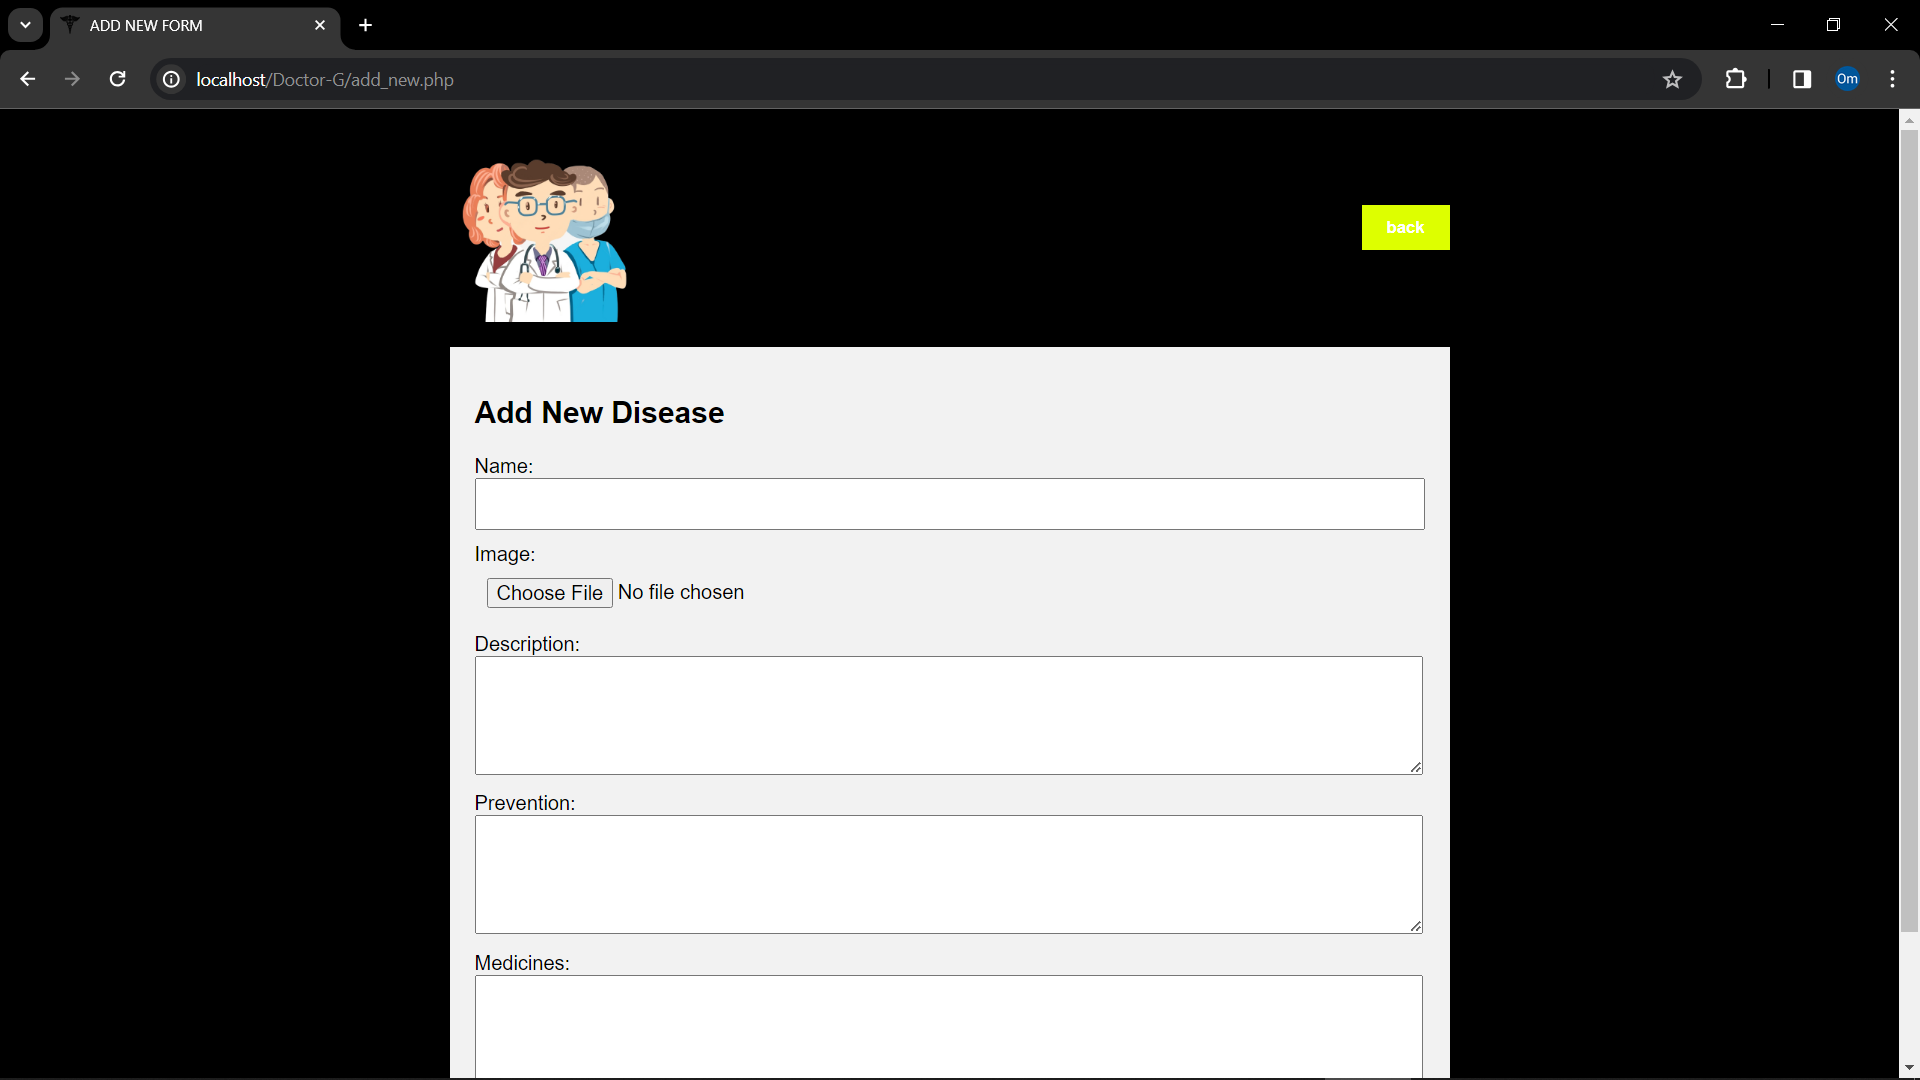 ADD NEW FORM
localhost/Doctor-G/add_new.php
Om
back
Add New Disease
Name:
Image:
Choose File No file chosen
Description:
Prevention:
Medicines: